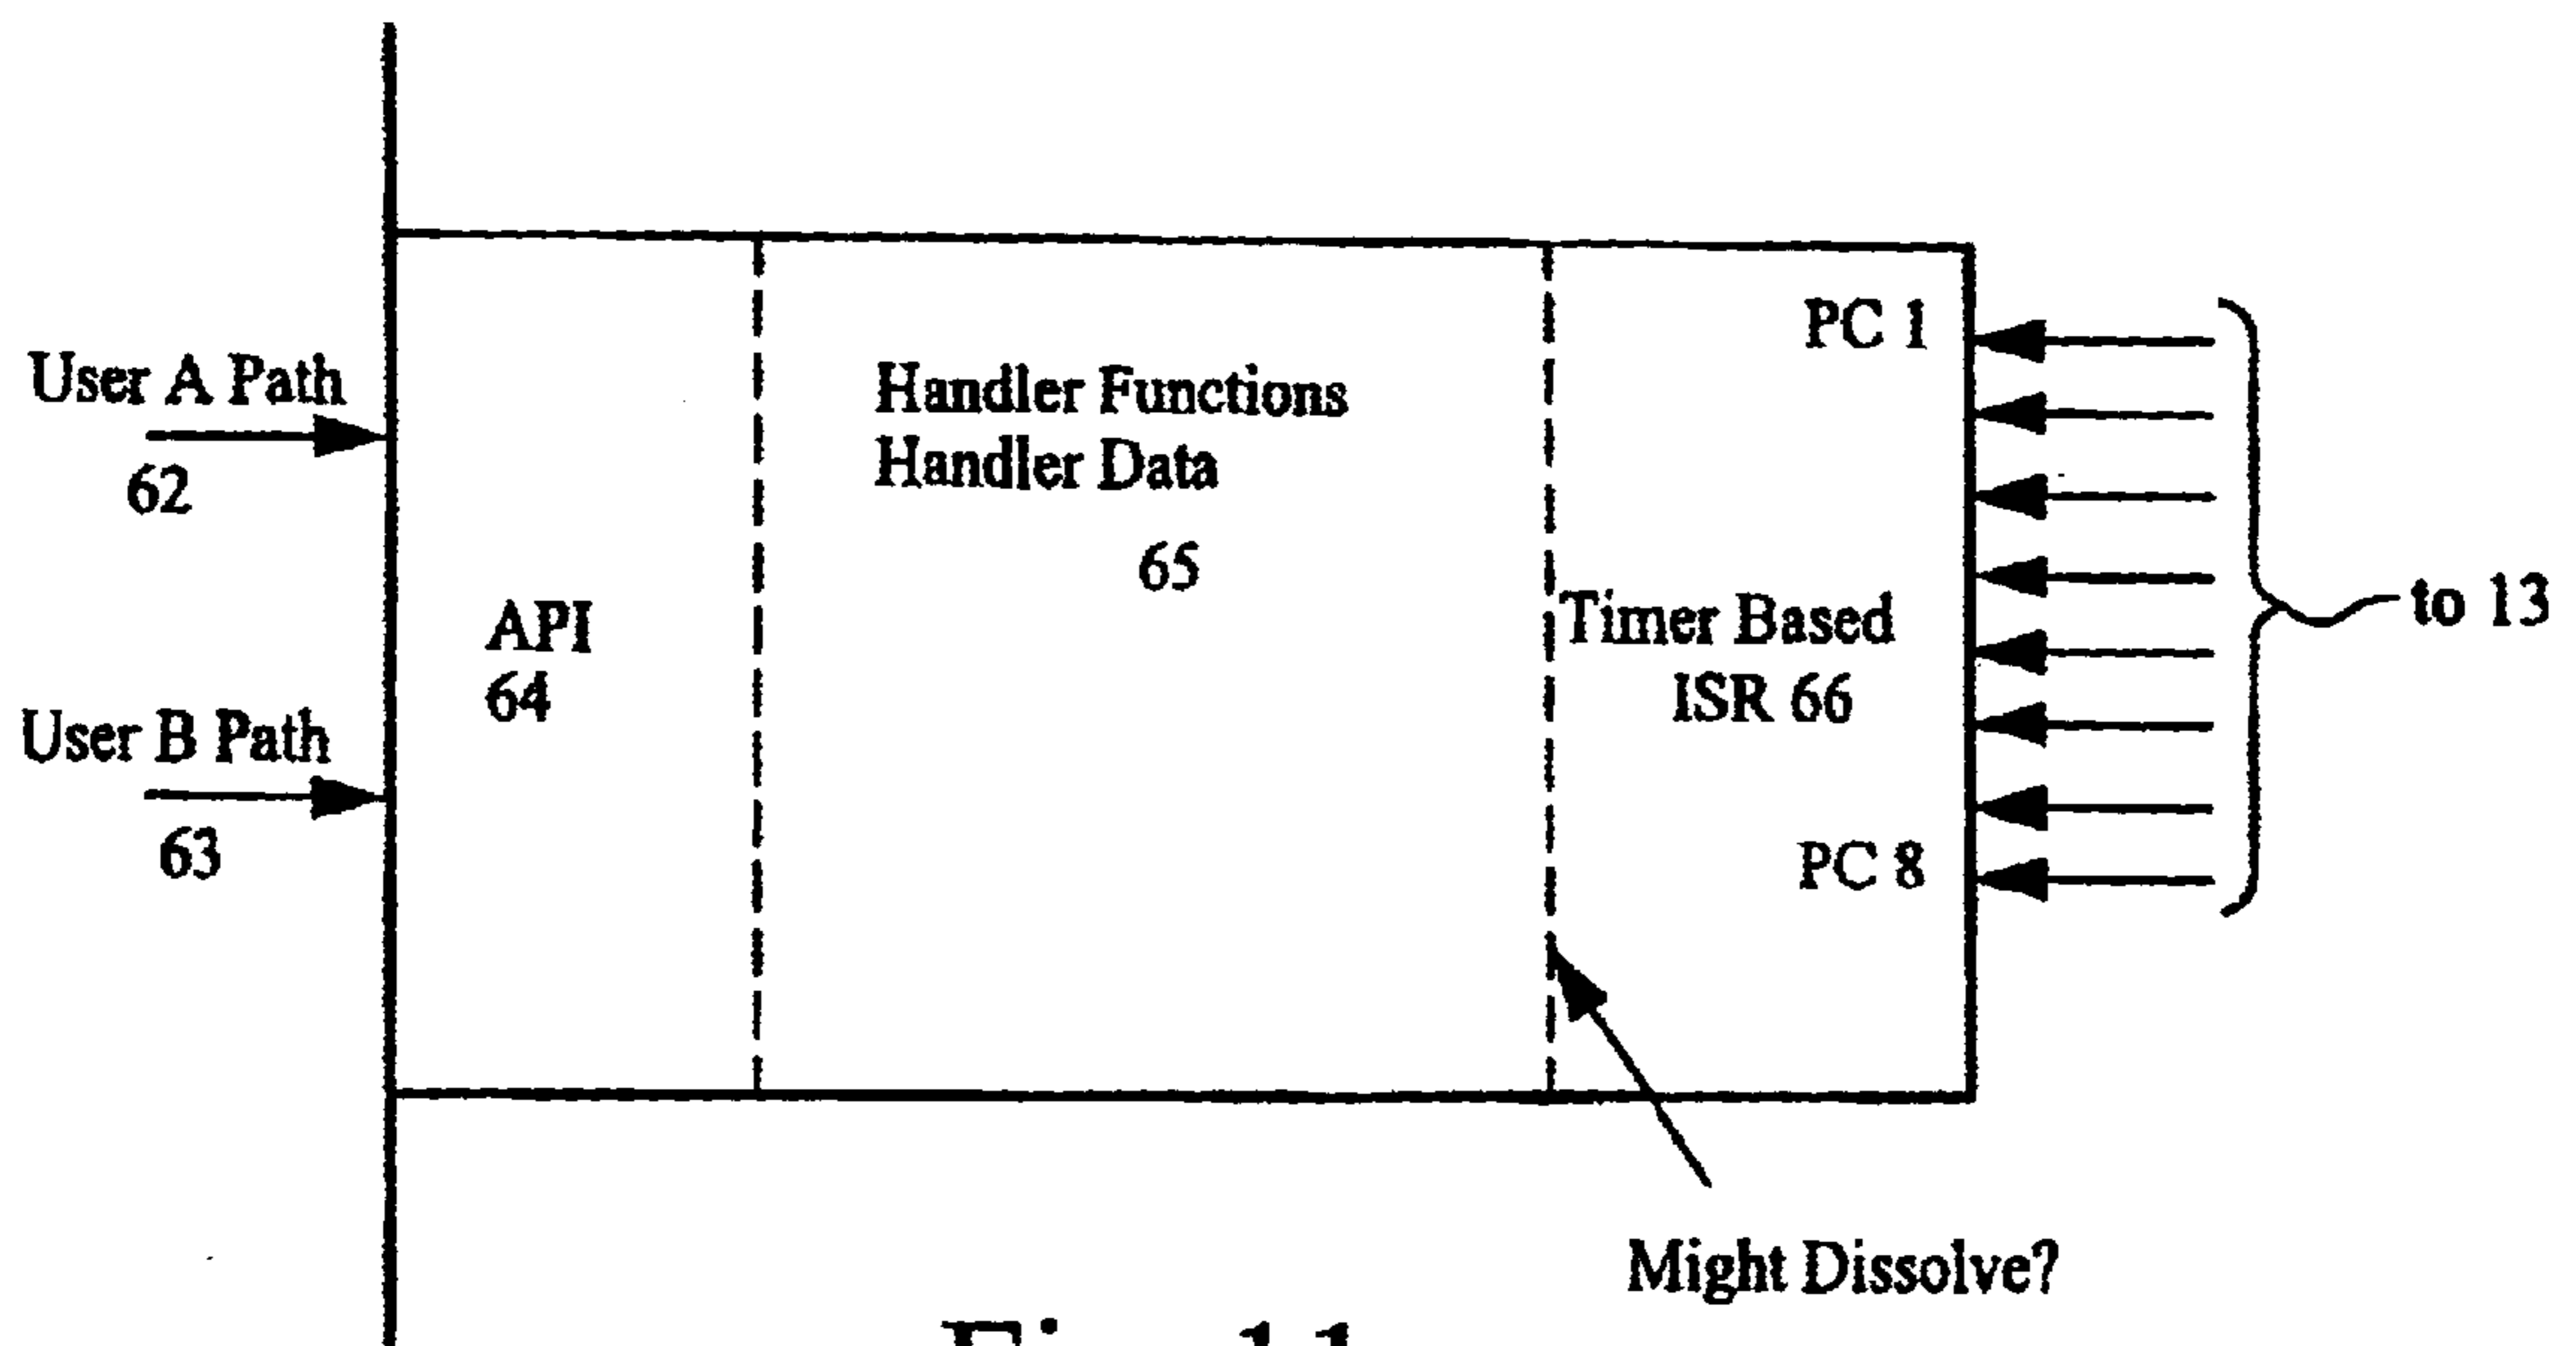 User A Path
62
User B Path
63
API
64
Handler Functions
Handler Data
65
Timer Based
ISR 66
PC 1
PC 8
to 13
Might Dissolve?